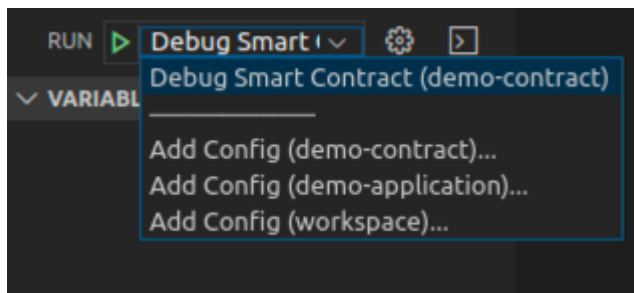 RUN Debug Smart
Debug Smart Contract (demo-contract)
VARIABL
Add Config (demo-contract)...
Add Config (demo-application)...
Add Config (workspace)...